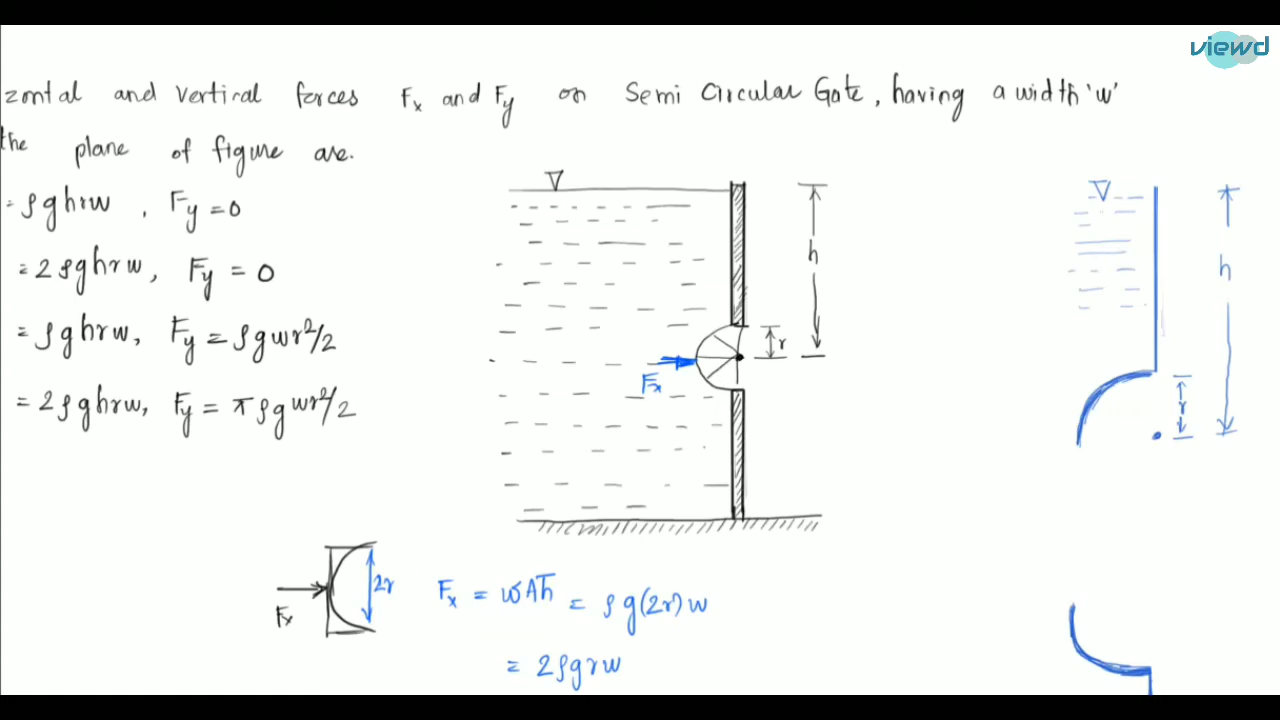 viewd
zontal and vertical forces Fx and Fy on Semi Circular Gate, having a width 'w'
the plane of figure are.
= ρghrw, Fy = 0
= 2ρghrw, Fy = 0
= ρghrw, Fy = ρgwr²/2
= 2ρghrw, Fy = πρgwr²/2
h
r
Fx
h
r
Fx
2r
Fx = wAh̄ = ρg(2r)w
= 2ρgrw